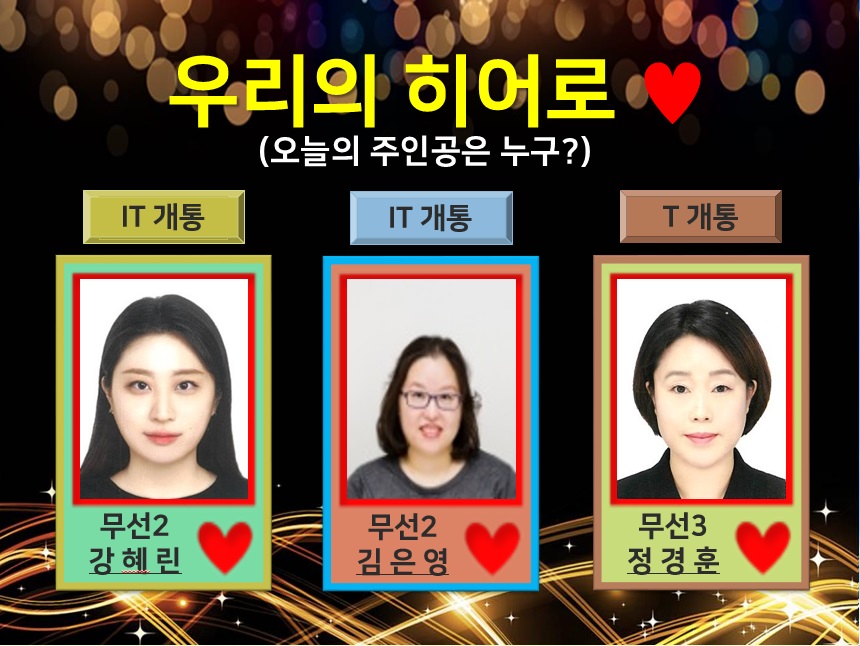 우리의 히어로 ♥
(오늘의 주인공은 누구?)
IT 개통
IT 개통
T 개통
무선2
강 혜 린
무선2
김 은 영
무선3
정 경 훈